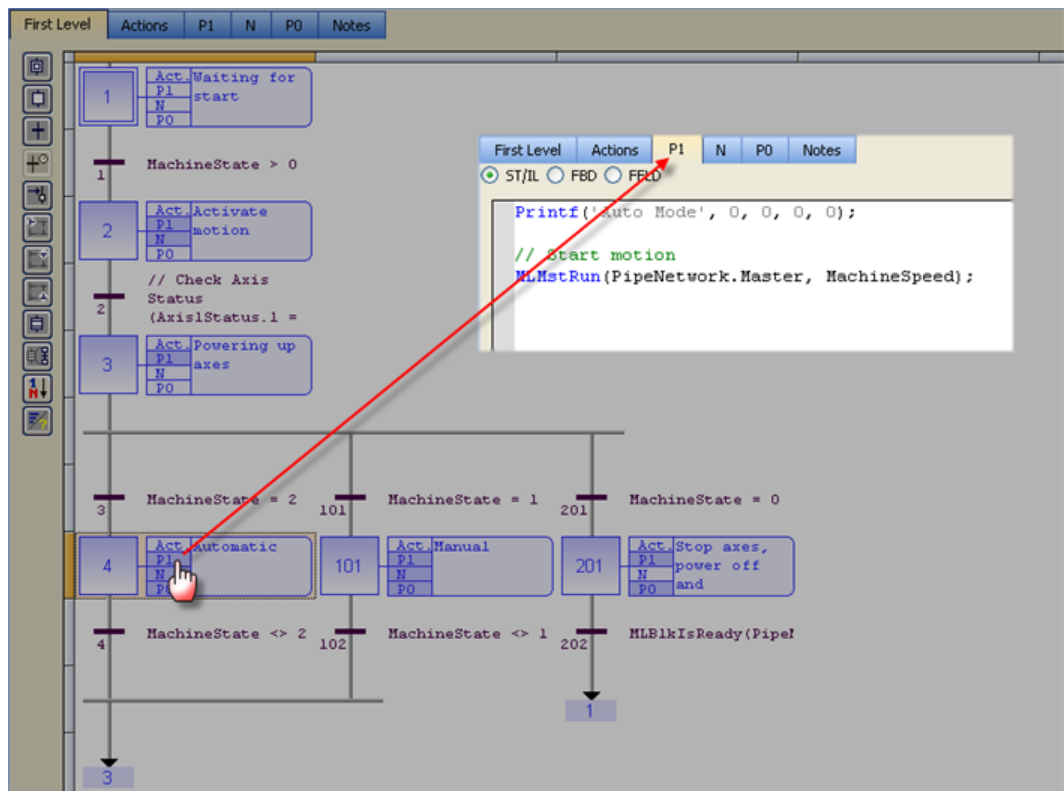 First Level Actions P1 N P0 Notes
1 Act. Waiting for
P1 start
N
P0
1 MachineState > 0
First Level Actions P1 N P0 Notes
ST/IL FBD FFLD
Printf('Auto Mode', 0, 0, 0, 0);
// Start motion
MLMstRun(PipeNetwork.Master, MachineSpeed);
2 Act. Activate
P1 motion
N
P0
// Check Axis
2 Status
(Axis1Status.1 =
3 Act. Powering up
P1 axes
N
P0
3 MachineState = 2 101 MachineState = 1 201 MachineState = 0
4 Act. Automatic 101 Act. Manual 201 Act. Stop axes,
P1 P1 P1 power off
N N N and
P0 P0 P0
4 MachineState <> 2 102 MachineState <> 1 202 MLBlkIsReady(Pipe
1
3